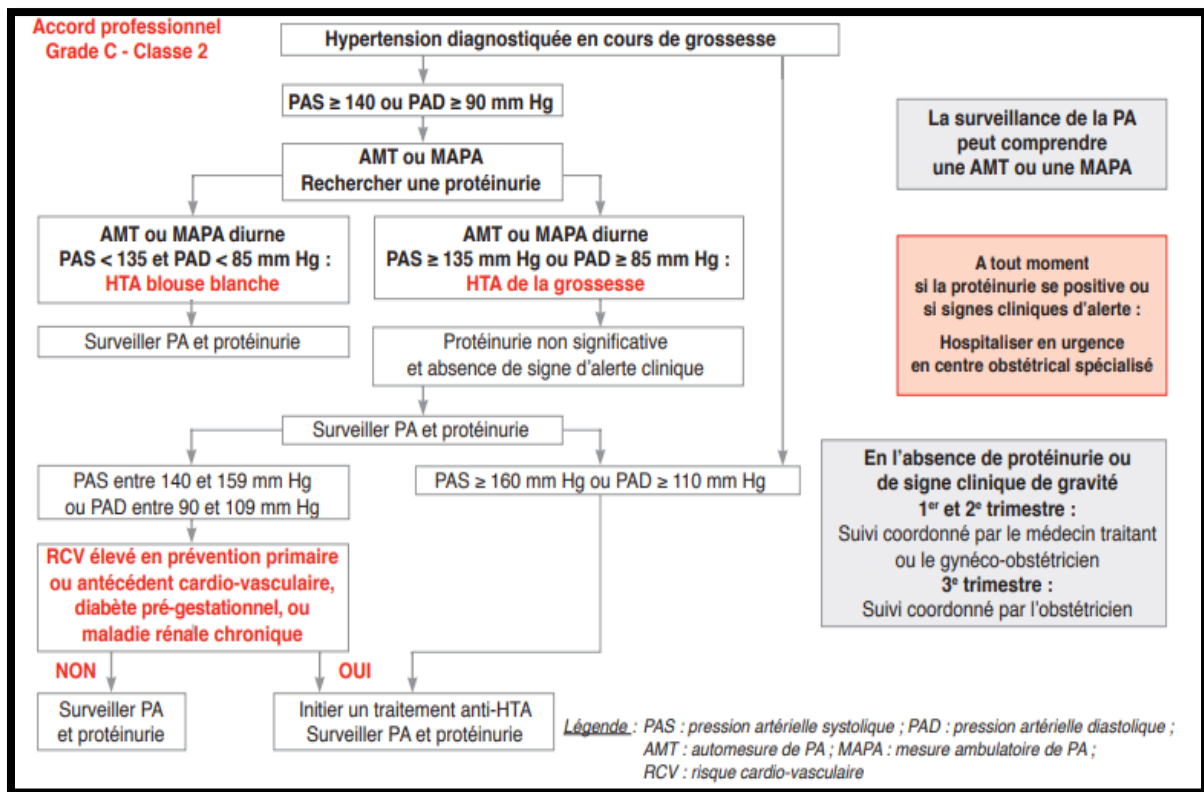 Accord professionnel
Grade C - Classe 2
Hypertension diagnostiquée en cours de grossesse
PAS ≥ 140 ou PAD ≥ 90 mm Hg
AMT ou MAPA
Rechercher une protéinurie
AMT ou MAPA diurne
PAS < 135 et PAD < 85 mm Hg :
HTA blouse blanche
AMT ou MAPA diurne
PAS ≥ 135 mm Hg ou PAD ≥ 85 mm Hg :
HTA de la grossesse
Surveiller PA et protéinurie
Protéinurie non significative
et absence de signe d'alerte clinique
Surveiller PA et protéinurie
PAS entre 140 et 159 mm Hg
ou PAD entre 90 et 109 mm Hg
PAS ≥ 160 mm Hg ou PAD ≥ 110 mm Hg
RCV élevé en prévention primaire
ou antécédent cardio-vasculaire,
diabète pré-gestationnel, ou
maladie rénale chronique
NON
OUI
Surveiller PA
et protéinurie
Initier un traitement anti-HTA
Surveiller PA et protéinurie
La surveillance de la PA
peut comprendre
une AMT ou une MAPA
A tout moment
si la protéinurie se positive ou
si signes cliniques d'alerte :
Hospitaliser en urgence
en centre obstétrical spécialisé
En l'absence de protéinurie ou
de signe clinique de gravité
1er et 2e trimestre :
Suivi coordonné par le médecin traitant
ou le gynéco-obstétricien
3e trimestre :
Suivi coordonné par l'obstétricien
Légende : PAS : pression artérielle systolique ; PAD : pression artérielle diastolique ;
AMT : automesure de PA ; MAPA : mesure ambulatoire de PA ;
RCV : risque cardio-vasculaire